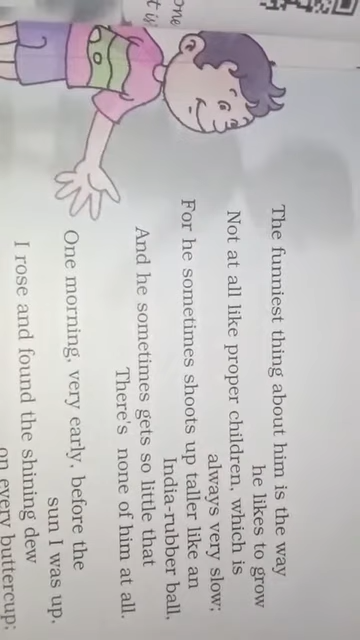 one
t is
The funniest thing about him is the way
he likes to grow
Not at all like proper children, which is
always very slow;
For he sometimes shoots up taller like an
India-rubber ball,
And he sometimes gets so little that
There's none of him at all.
One morning, very early, before the
sun I was up,
I rose and found the shining dew
on every buttercup;